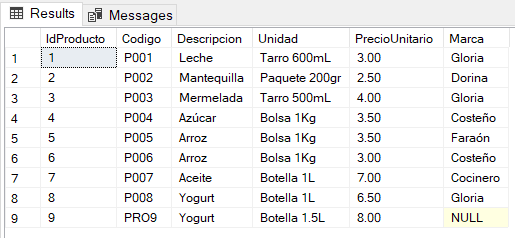 Results Messages
IdProducto Codigo Descripcion Unidad PrecioUnitario Marca
1 1 P001 Leche Tarro 600mL 3.00 Gloria
2 2 P002 Mantequilla Paquete 200gr 2.50 Dorina
3 3 P003 Mermelada Tarro 500mL 4.00 Gloria
4 4 P004 Azúcar Bolsa 1Kg 3.50 Costeño
5 5 P005 Arroz Bolsa 1Kg 3.50 Faraón
6 6 P006 Arroz Bolsa 1Kg 3.00 Costeño
7 7 P007 Aceite Botella 1L 7.00 Cocinero
8 8 P008 Yogurt Botella 1L 6.50 Gloria
9 9 PRO9 Yogurt Botella 1.5L 8.00 NULL